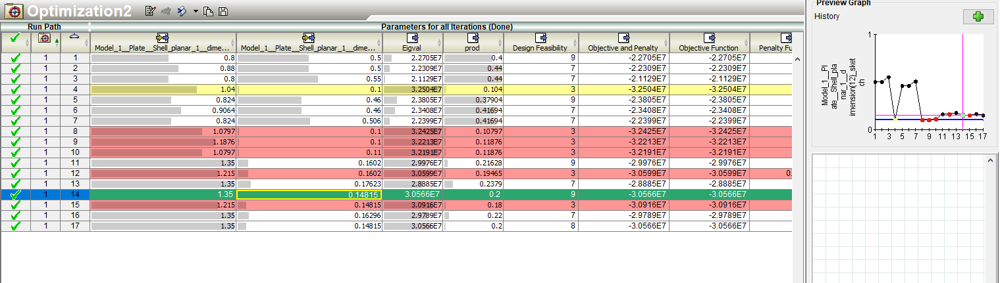 Optimization2
Run Path Parameters for all Iterations (Done)
Model_1__Plate__Shell_planar_1__dime... Model_1__Plate__Shell_planar_1__dime... Eigval prod Design Feasibility Objective and Penalty Objective Function Penalty Fu
1 1 0.8 0.5 2.2705E7 0.4 9 -2.2705E7 -2.2705E7
1 2 0.88 0.5 2.2309E7 0.44 7 -2.2309E7 -2.2309E7
1 3 0.8 0.55 2.1129E7 0.44 7 -2.1129E7 -2.1129E7
1 4 1.04 0.1 3.2504E7 0.104 3 -3.2504E7 -3.2504E7
1 5 0.824 0.46 2.3805E7 0.37904 9 -2.3805E7 -2.3805E7
1 6 0.9064 0.46 2.3408E7 0.41694 7 -2.3408E7 -2.3408E7
1 7 0.824 0.506 2.2399E7 0.41694 7 -2.2399E7 -2.2399E7
1 8 1.0797 0.1 3.2425E7 0.10797 3 -3.2425E7 -3.2425E7
1 9 1.1876 0.1 3.2213E7 0.11876 3 -3.2213E7 -3.2213E7
1 10 1.0797 0.11 3.2191E7 0.11876 3 -3.2191E7 -3.2191E7
1 11 1.35 0.1602 2.9976E7 0.21628 9 -2.9976E7 -2.9976E7
1 12 1.215 0.1602 3.0599E7 0.19465 3 -3.0599E7 -3.0599E7 0.
1 13 1.35 0.17623 2.8885E7 0.2379 7 -2.8885E7 -2.8885E7
1 14 1.35 0.14815 3.0566E7 0.2 9 -3.0566E7 -3.0566E7
1 15 1.215 0.14815 3.0916E7 0.18 3 -3.0916E7 -3.0916E7
1 16 1.35 0.16296 2.9789E7 0.22 7 -2.9789E7 -2.9789E7
1 17 1.35 0.14815 3.0566E7 0.2 8 -3.0566E7 -3.0566E7
Preview Graph
History
Model_1__Pl
ate__Shell_pla
nar_1__d
imension{12}_sket
ch
1
0
1 3 5 7 9 11 13 15 17